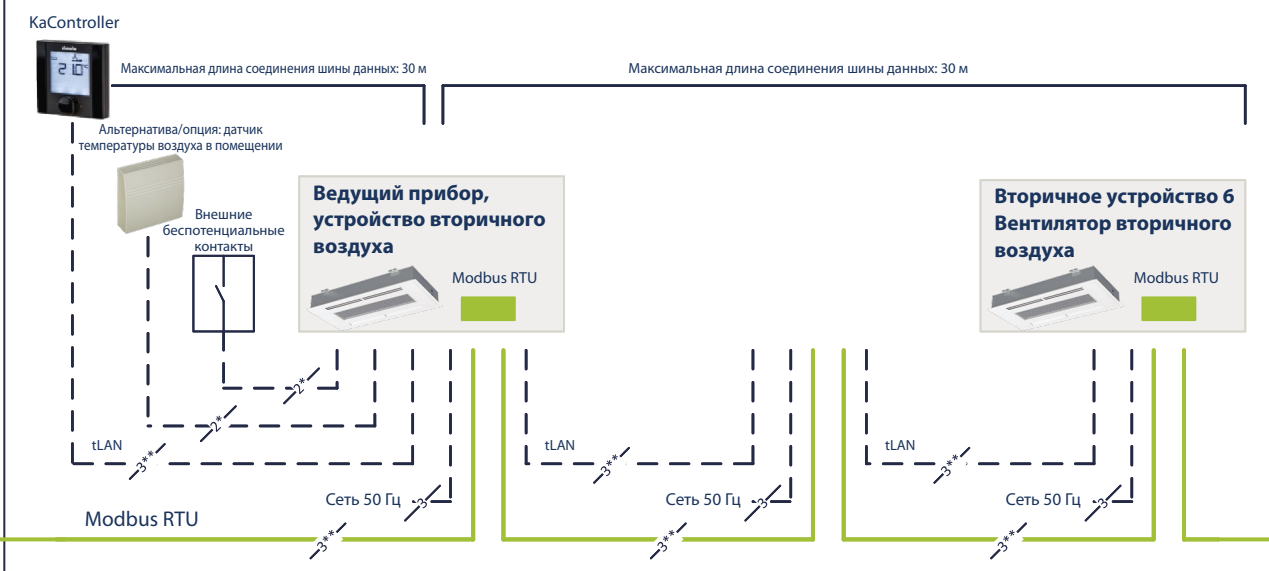 KaController
21.0
Максимальная длина соединения шины данных: 30 м
Максимальная длина соединения шины данных: 30 м
Альтернатива/опция: датчик
температуры воздуха в помещении
Внешние
беспотенциальные
контакты
Ведущий прибор,
устройство вторичного
воздуха
Modbus RTU
Вторичное устройство 6
Вентилятор вторичного
воздуха
Modbus RTU
2*
2*
tLAN
3**
tLAN
3**
tLAN
3**
Сеть 50 Гц
3
Сеть 50 Гц
3
Сеть 50 Гц
3
Modbus RTU
3**
3**
3**